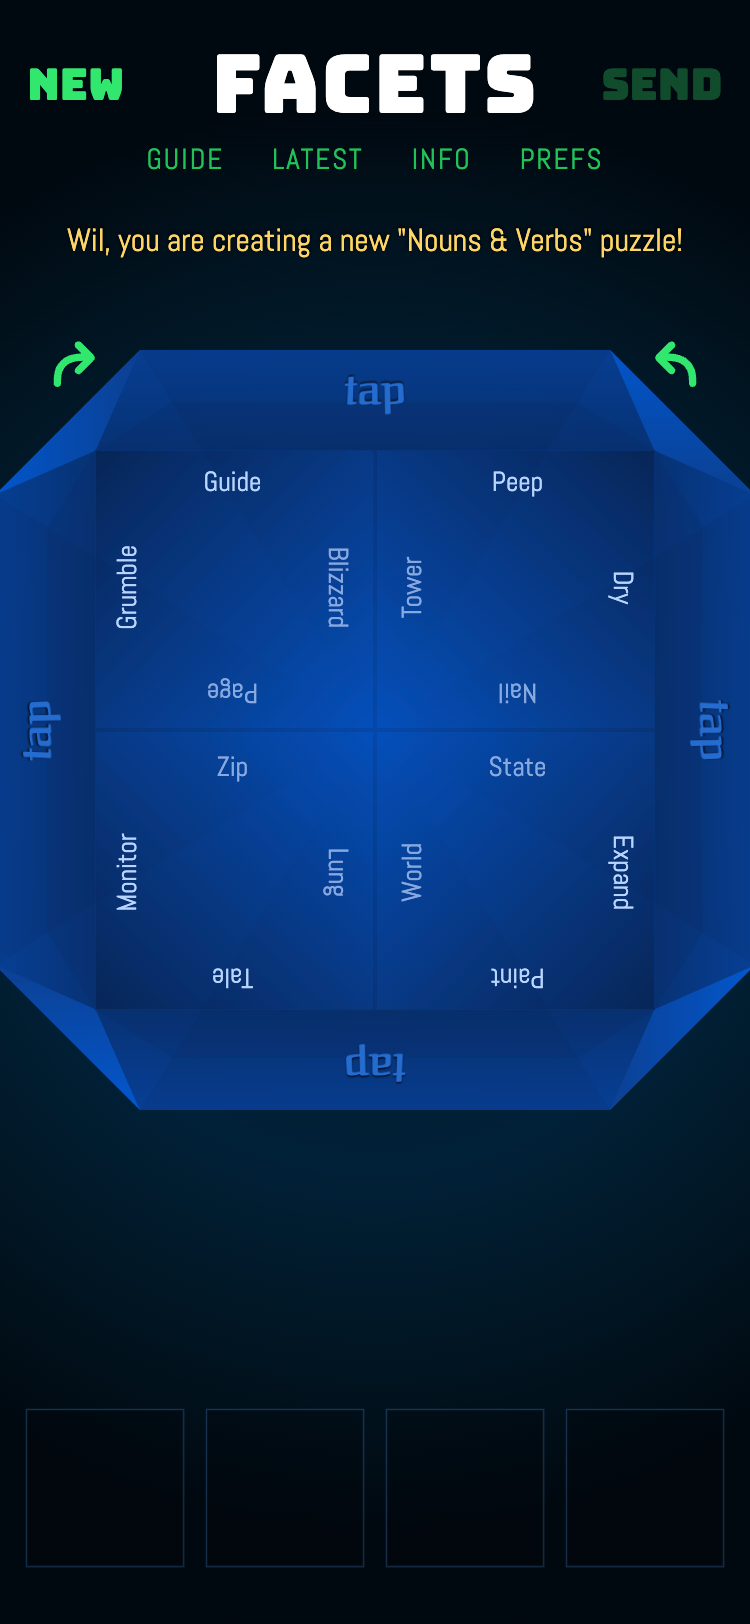 NEW FACETS SEND
GUIDE LATEST INFO PREFS
Wil, you are creating a new "Nouns & Verbs" puzzle!
tap
Guide Peep
Grumble Blizzard Tower Dry
Page Nail
tap tap
Zip State
Monitor Lung World Expand
Tale Paint
tap